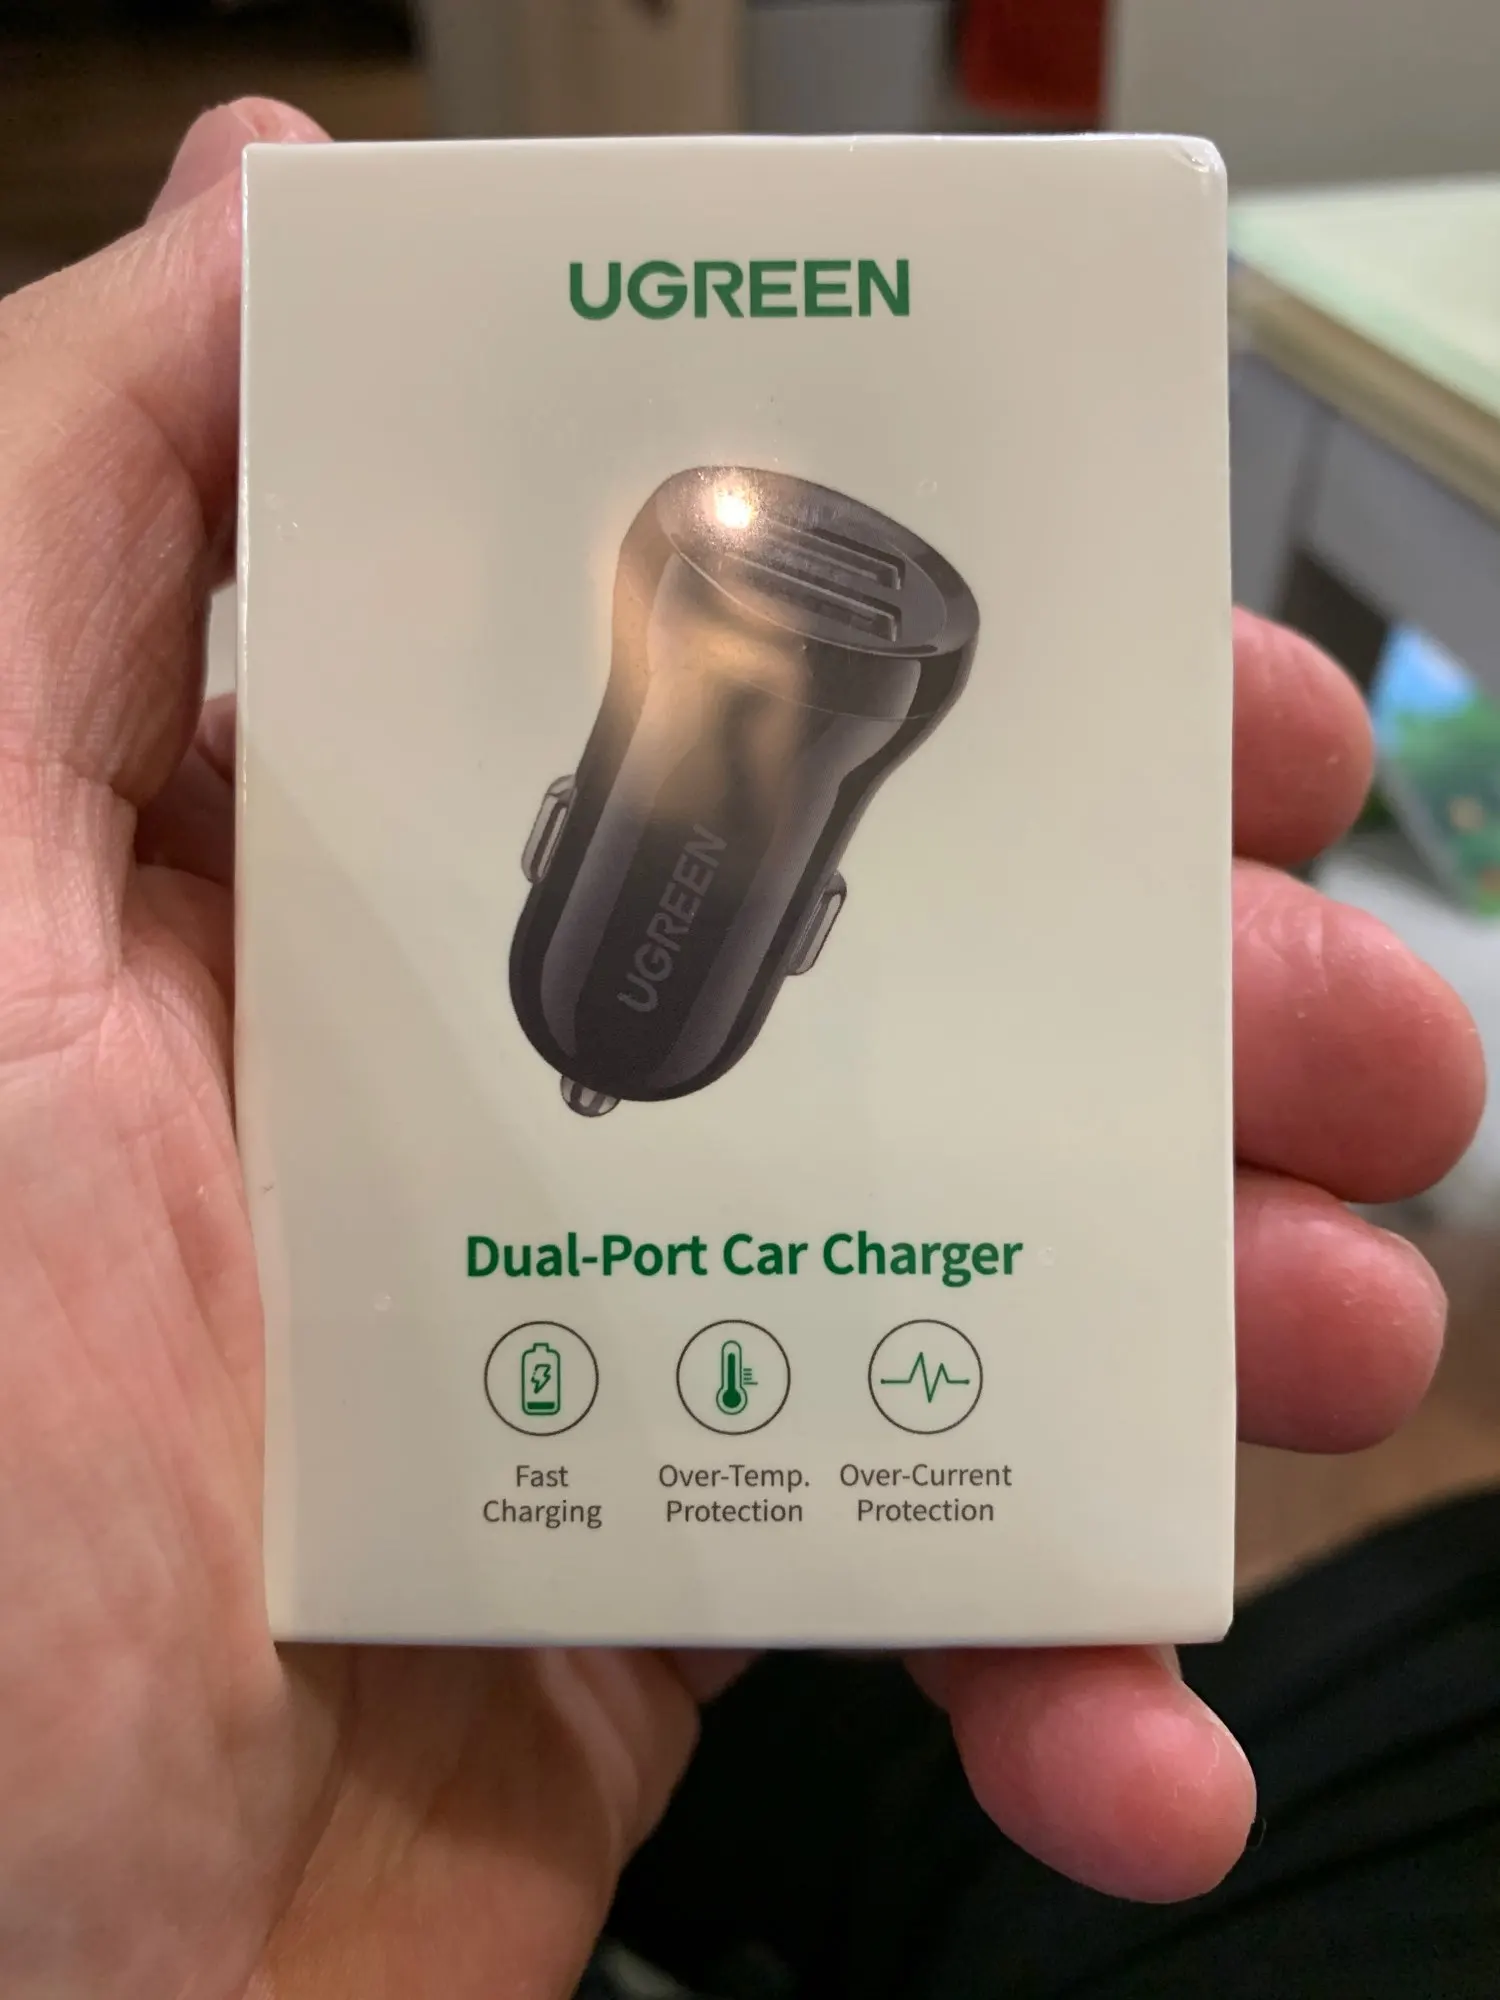 UGREEN
UGREEN
Dual-Port Car Charger
Fast
Charging
Over-Temp.
Protection
Over-Current
Protection